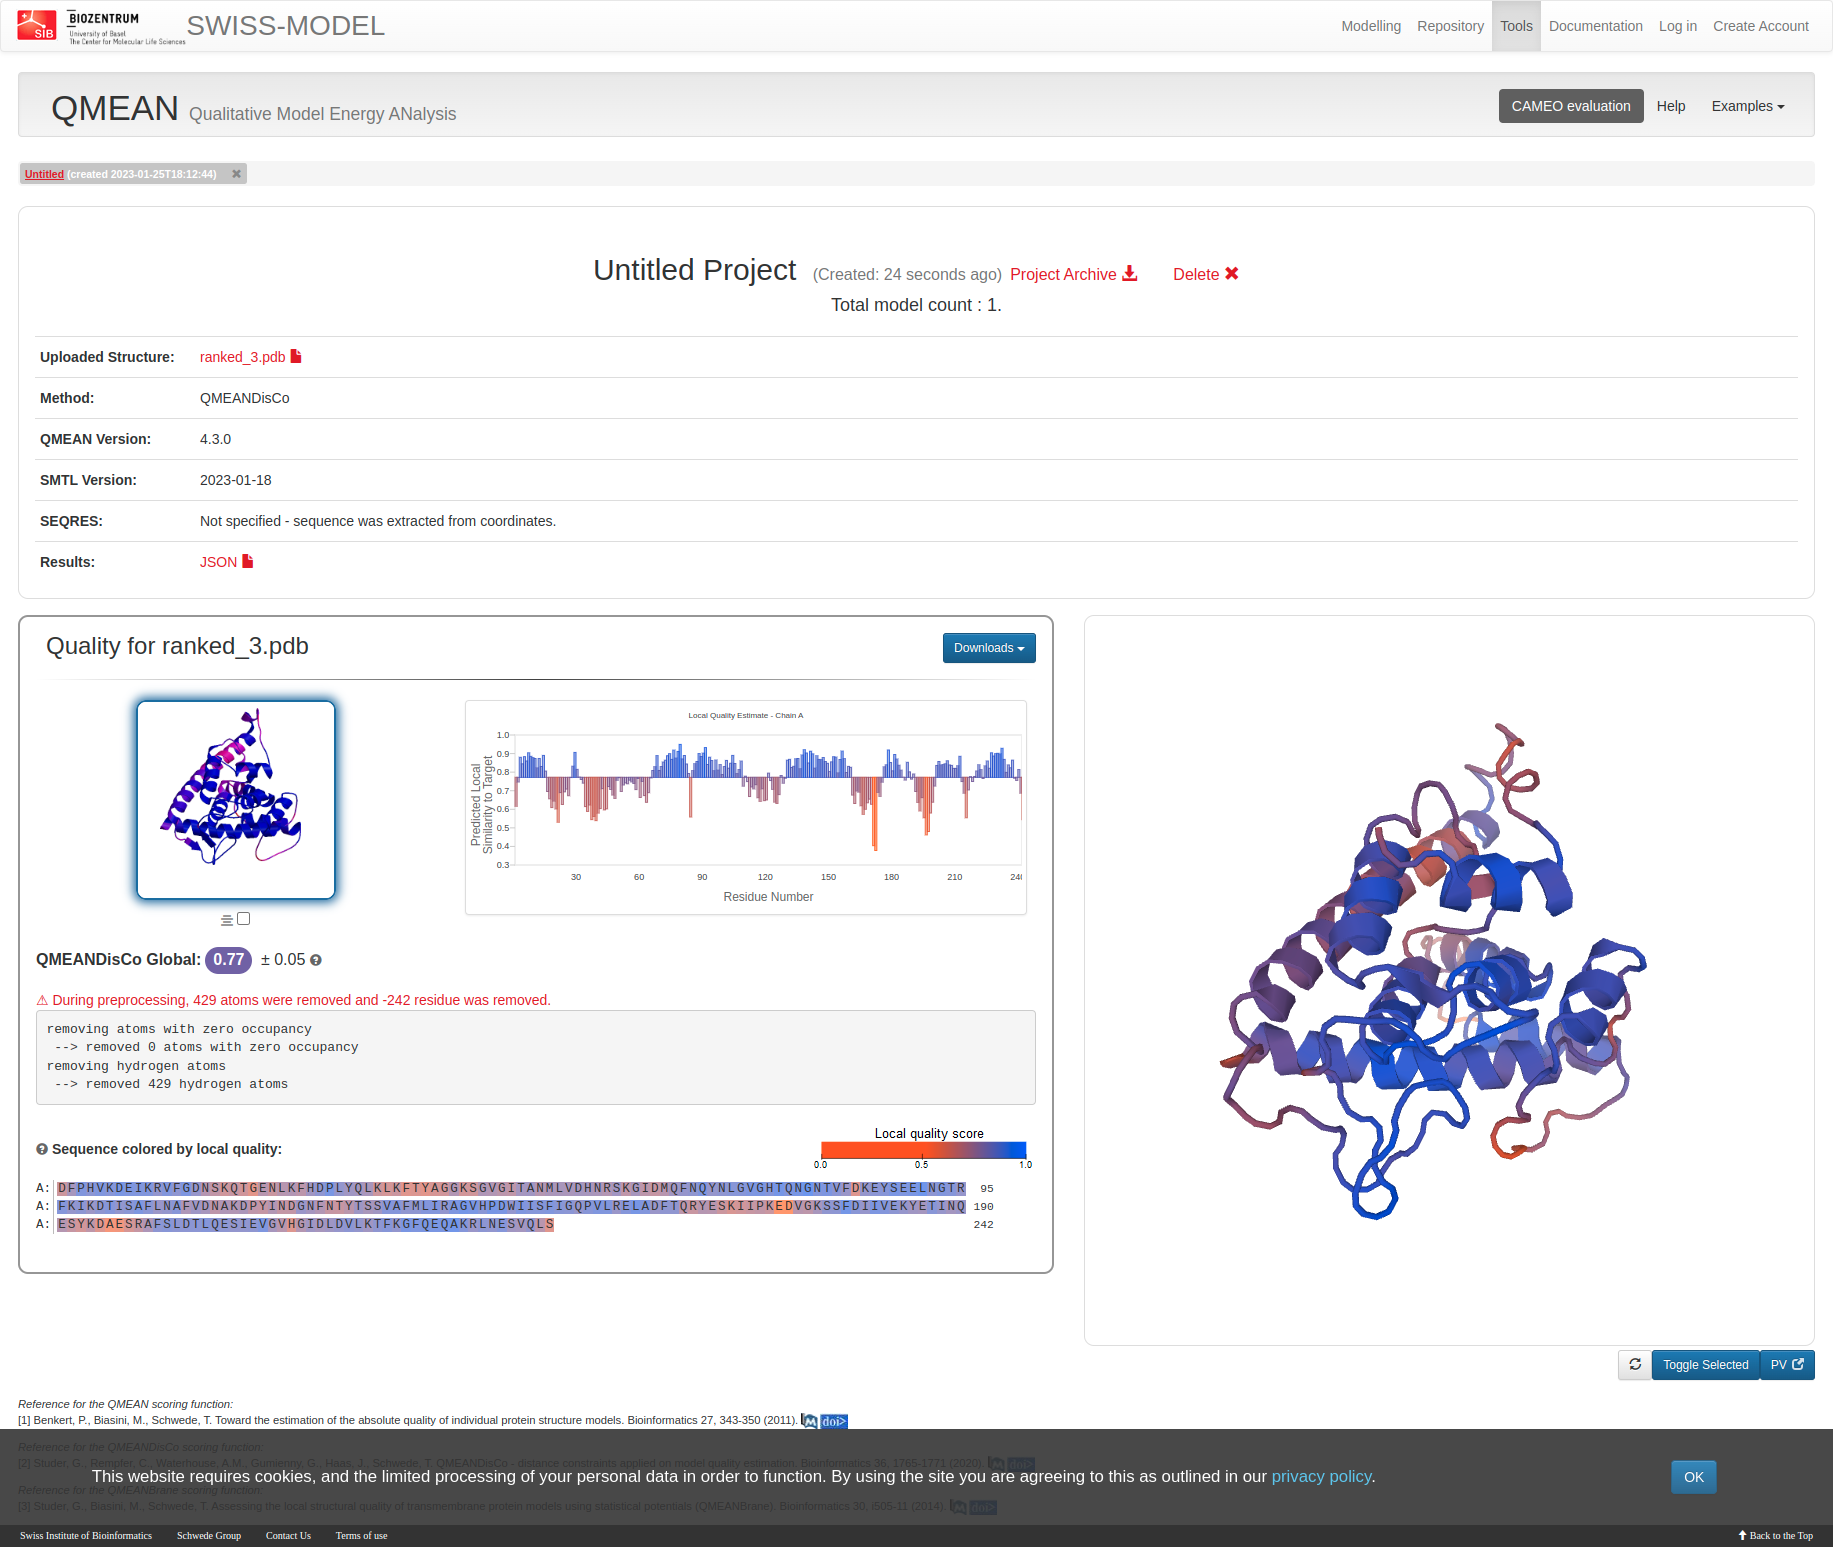 SIB
BIOZENTRUM
University of Basel
The Center for Molecular Life Sciences
SWISS-MODEL
Modelling Repository Tools Documentation Log in Create Account
QMEAN Qualitative Model Energy ANalysis
CAMEO evaluation Help Examples
Untitled (created 2023-01-25T18:12:44) ✖
Untitled Project (Created: 24 seconds ago) Project Archive Delete ✖
Total model count : 1.
Uploaded Structure: ranked_3.pdb
Method: QMEANDisCo
QMEAN Version: 4.3.0
SMTL Version: 2023-01-18
SEQRES: Not specified - sequence was extracted from coordinates.
Results: JSON
Quality for ranked_3.pdb
Downloads
Local Quality Estimate - Chain A
Predicted Local
Similarity to Target
1.0
0.9
0.8
0.7
0.6
0.5
0.4
0.3
30 60 90 120 150 180 210 24
Residue Number
QMEANDisCo Global: 0.77 ± 0.05
⚠ During preprocessing, 429 atoms were removed and -242 residue was removed.
removing atoms with zero occupancy
--> removed 0 atoms with zero occupancy
removing hydrogen atoms
--> removed 429 hydrogen atoms
Local quality score
Sequence colored by local quality:
0.0 0.5 1.0
A: DFPHVKDEIKRVFGDNSKQTGENLKFHDPLYQLKLKFTYAGGKSGVGITANMLVDHNRSKGIDMQFNQYNLGVGHTQNGNTVFDKEYSEELNGTR 95
A: FKIKDTISAFLNAFVDNAKDPYINDGNFNTYTSSVAFMLIRAGVHPDWIISFIGQPVLRELADFTQRYESKIIPKEDVGKSSFDIIVEKYETINQ 190
A: ESYKDAESRAFSLDTLQESIEVGVHGIDLDVLKTFKGFQEQAKRLNESVQLS 242
Toggle Selected PV
Reference for the QMEAN scoring function:
[1] Benkert, P., Biasini, M., Schwede, T. Toward the estimation of the absolute quality of individual protein structure models. Bioinformatics 27, 343-350 (2011). doi>
Reference for the QMEANDisCo scoring function:
[2] Studer, G., Rempfer, C., Waterhouse, A.M., Gumienny, G., Haas, J., Schwede, T. QMEANDisCo - distance constraints applied on model quality estimation. Bioinformatics 36, 1765-1771 (2020). doi>
This website requires cookies, and the limited processing of your personal data in order to function. By using the site you are agreeing to this as outlined in our privacy policy.
OK
Reference for the QMEANBrane scoring function:
[3] Studer, G., Biasini, M., Schwede, T. Assessing the local structural quality of transmembrane protein models using statistical potentials (QMEANBrane). Bioinformatics 30, i505-11 (2014). doi>
Swiss Institute of Bioinformatics Schwede Group Contact Us Terms of use Back to the Top